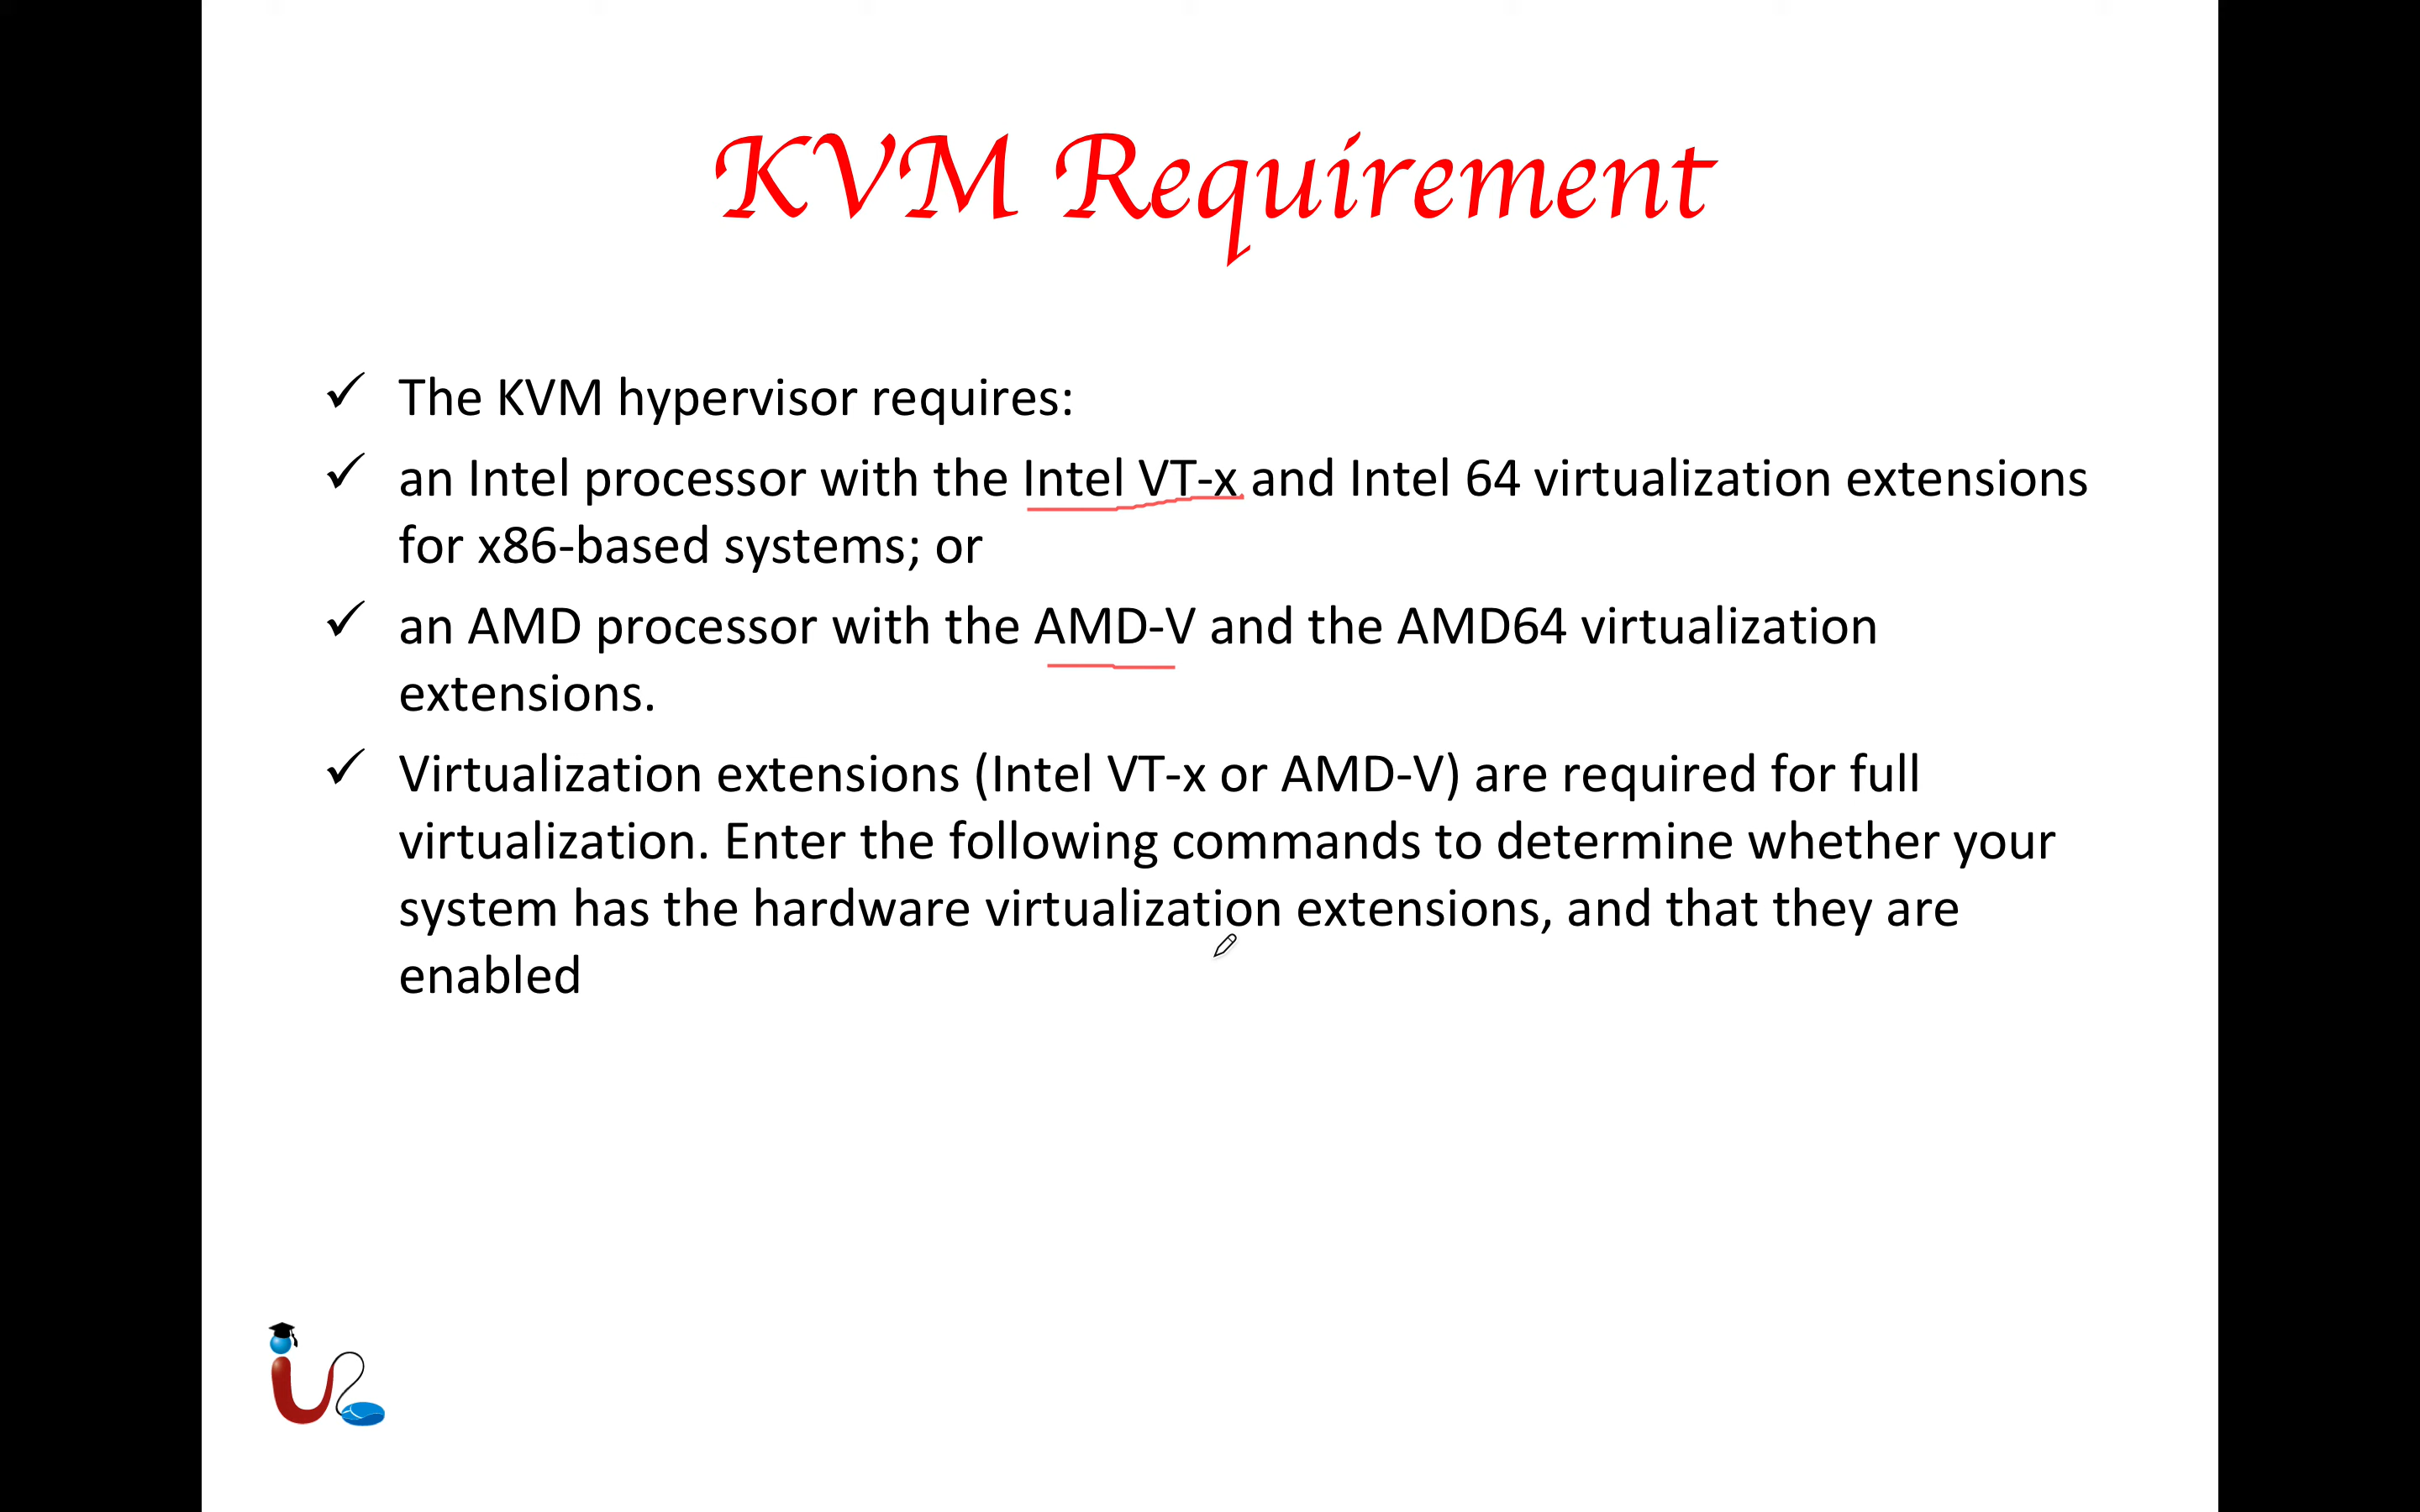 KVM Requirement
The KVM hypervisor requires:
an Intel processor with the Intel VT-x and Intel 64 virtualization extensions
for x86-based systems; or
an AMD processor with the AMD-V and the AMD64 virtualization
extensions.
Virtualization extensions (Intel VT-x or AMD-V) are required for full
virtualization. Enter the following commands to determine whether your
system has the hardware virtualization extensions, and that they are
enabled